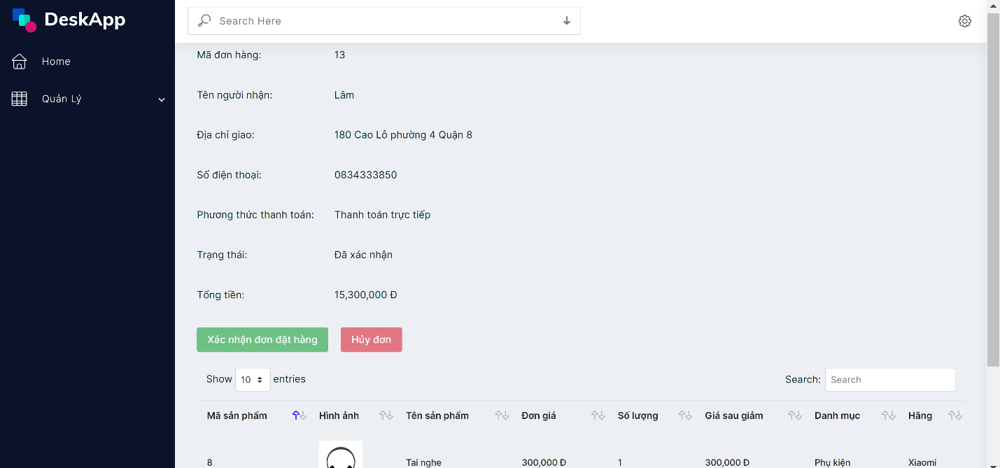 DeskApp
Search Here
Home
Quản Lý
Mã đơn hàng: 13
Tên người nhận: Lâm
Địa chỉ giao: 180 Cao Lỗ phường 4 Quận 8
Số điện thoại: 0834333850
Phương thức thanh toán: Thanh toán trực tiếp
Trạng thái: Đã xác nhận
Tổng tiền: 15,300,000 Đ
Xác nhận đơn đặt hàng Hủy đơn
Show 10 entries Search: Search
Mã sản phẩm Hình ảnh Tên sản phẩm Đơn giá Số lượng Giá sau giảm Danh mục Hãng
8 Tai nghe 300,000 Đ 1 300,000 Đ Phụ kiện Xiaomi